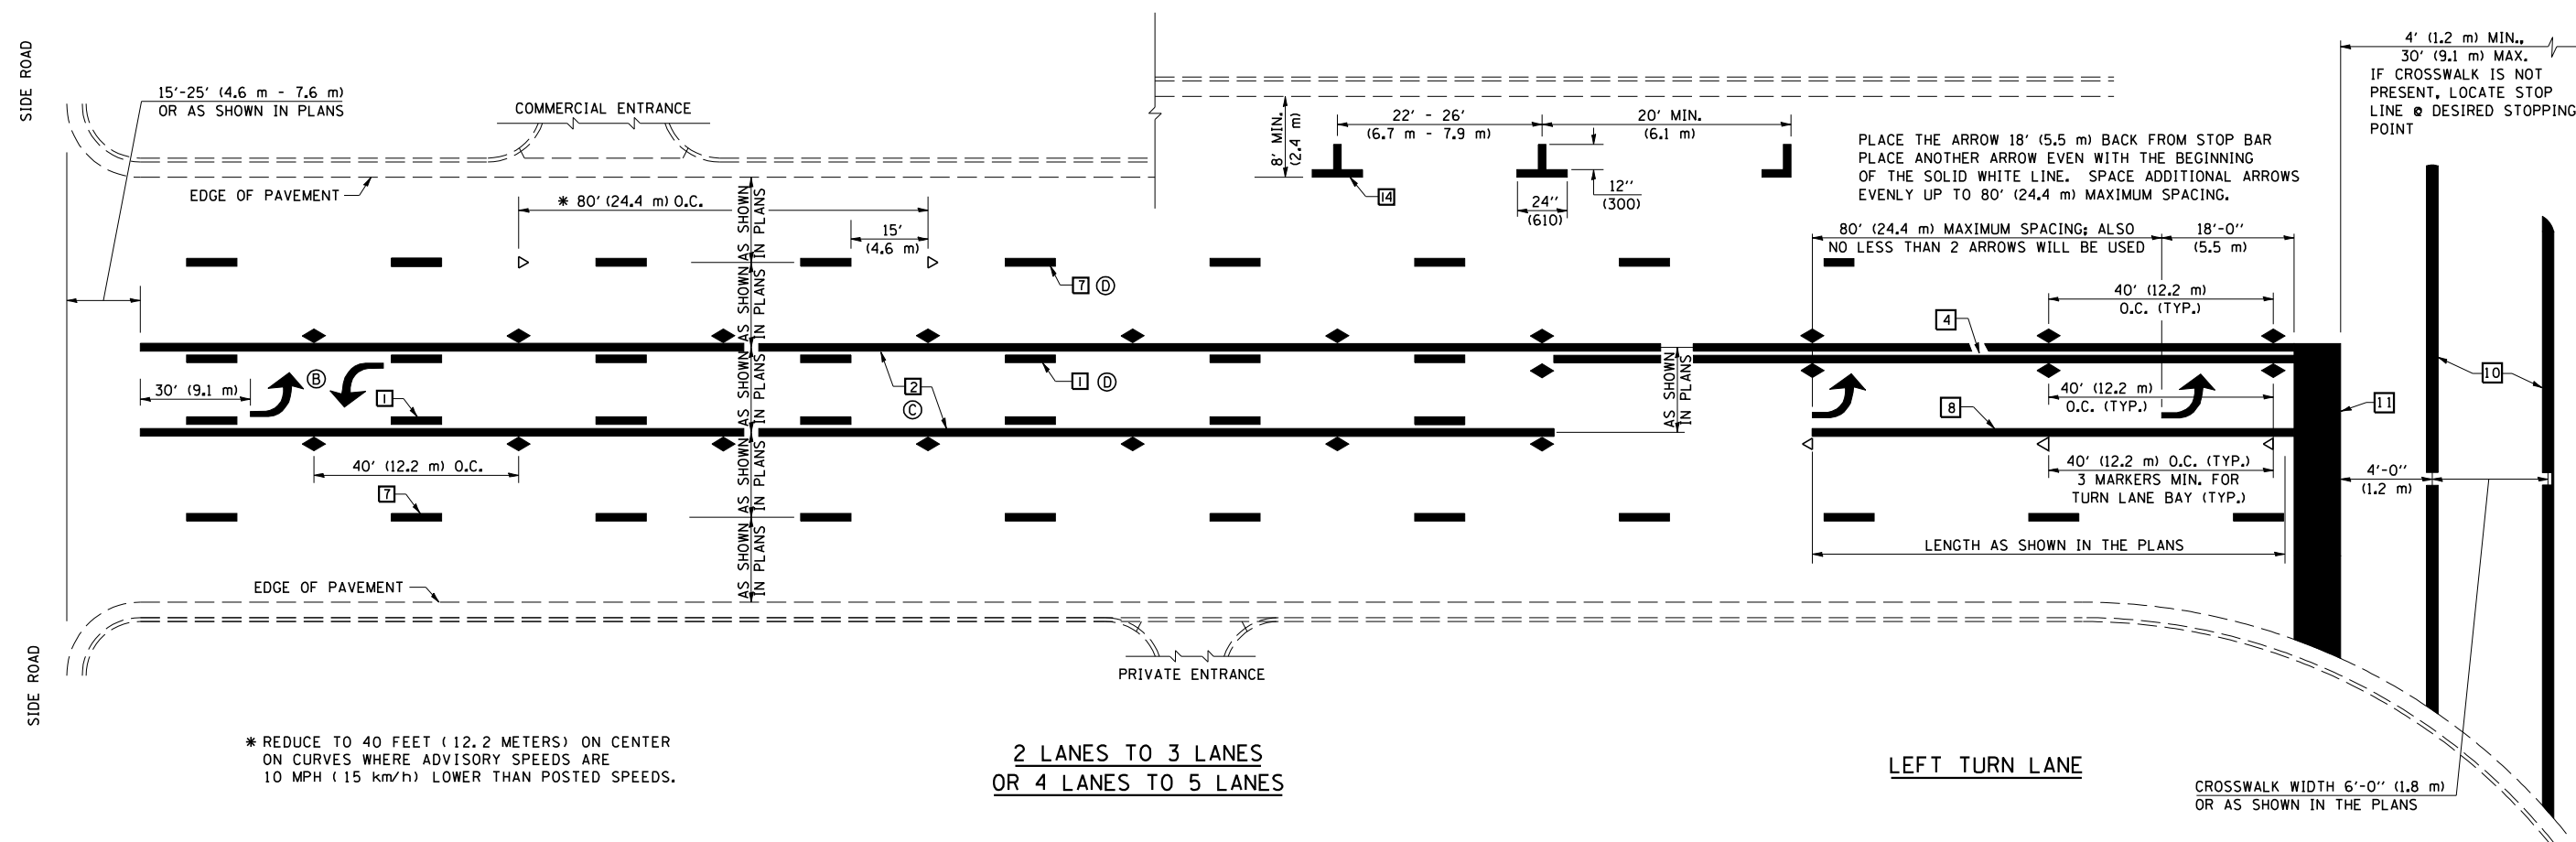 SIDE ROAD
15'-25' (4.6 m - 7.6 m)
OR AS SHOWN IN PLANS
COMMERCIAL ENTRANCE
EDGE OF PAVEMENT
* 80' (24.4 m) O.C.
15'
(4.6 m)
AS SHOWN
IN PLANS
AS SHOWN
IN PLANS
AS SHOWN
IN PLANS
AS SHOWN
IN PLANS
AS SHOWN
IN PLANS
8' MIN.
(2.4 m)
22' - 26'
(6.7 m - 7.9 m)
20' MIN.
(6.1 m)
14
24''
(610)
12''
(300)
4' (1.2 m) MIN.,
30' (9.1 m) MAX.
IF CROSSWALK IS NOT
PRESENT, LOCATE STOP
LINE @ DESIRED STOPPING
POINT
PLACE THE ARROW 18' (5.5 m) BACK FROM STOP BAR
PLACE ANOTHER ARROW EVEN WITH THE BEGINNING
OF THE SOLID WHITE LINE. SPACE ADDITIONAL ARROWS
EVENLY UP TO 80' (24.4 m) MAXIMUM SPACING.
80' (24.4 m) MAXIMUM SPACING; ALSO
NO LESS THAN 2 ARROWS WILL BE USED
18'-0''
(5.5 m)
7 D
40' (12.2 m)
O.C. (TYP.)
4
30' (9.1 m)
B
1
2
C
1 D
AS SHOWN
IN PLANS
40' (12.2 m)
O.C. (TYP.)
8
11
10
40' (12.2 m) O.C.
7
40' (12.2 m) O.C. (TYP.)
3 MARKERS MIN. FOR
TURN LANE BAY (TYP.)
4'-0''
(1.2 m)
LENGTH AS SHOWN IN THE PLANS
EDGE OF PAVEMENT
SIDE ROAD
PRIVATE ENTRANCE
* REDUCE TO 40 FEET (12.2 METERS) ON CENTER
ON CURVES WHERE ADVISORY SPEEDS ARE
10 MPH (15 km/h) LOWER THAN POSTED SPEEDS.
2 LANES TO 3 LANES
OR 4 LANES TO 5 LANES
LEFT TURN LANE
CROSSWALK WIDTH 6'-0'' (1.8 m)
OR AS SHOWN IN THE PLANS